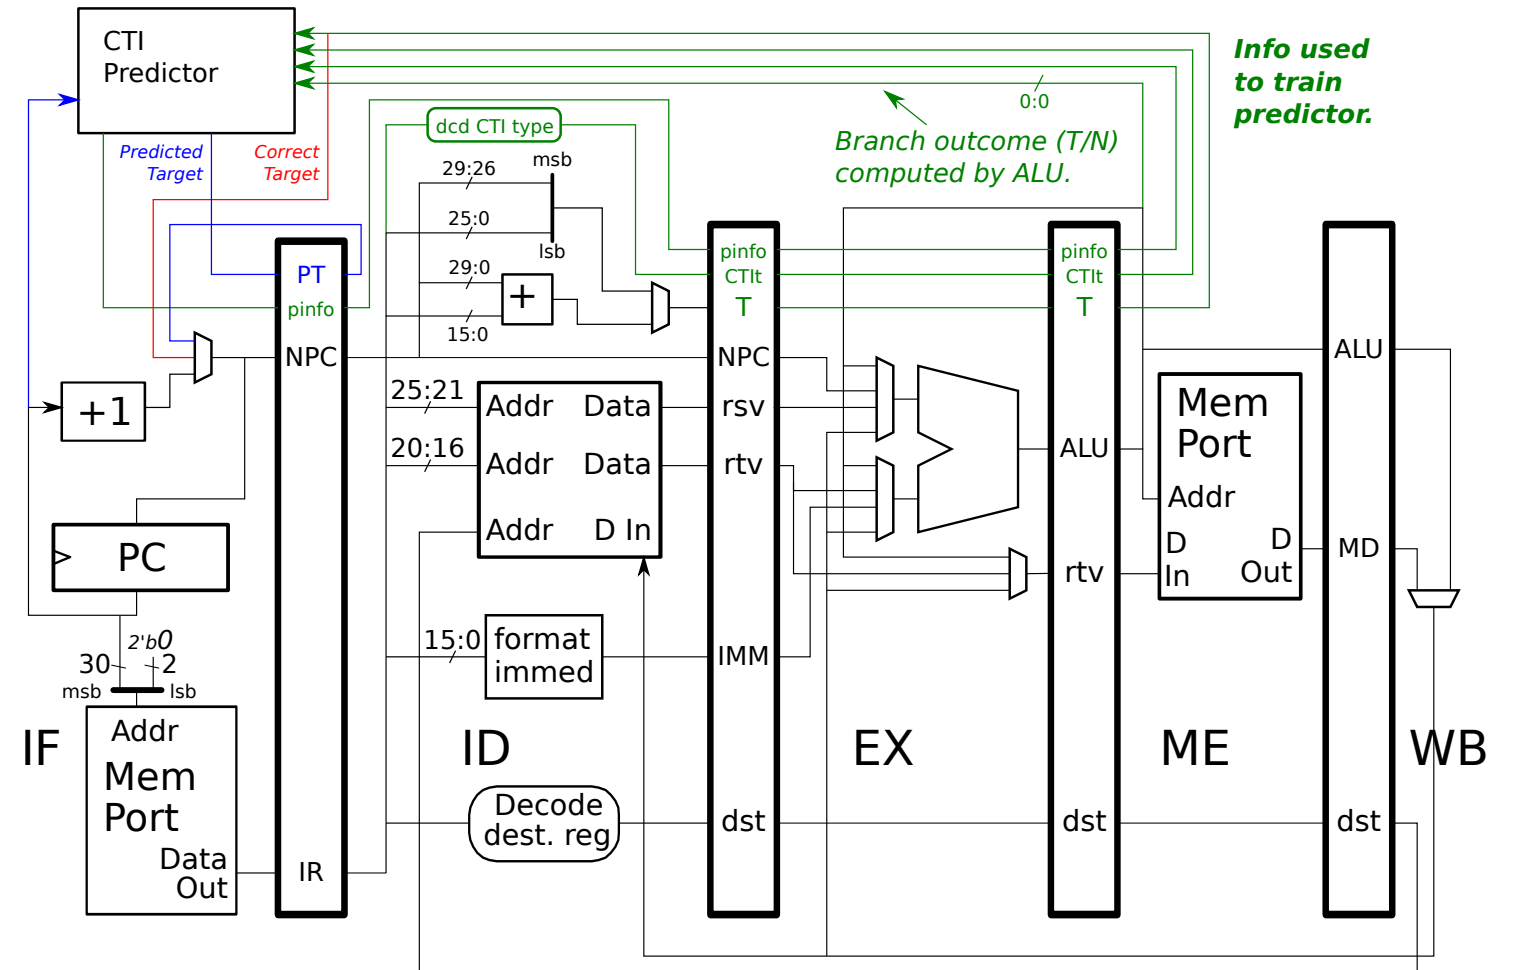 CTI
Predictor
Predicted
Target
Correct
Target
dcd CTI type
0:0
Info used
to train
predictor.
Branch outcome (T/N)
computed by ALU.
29:26
msb
25:0
lsb
29:0
+
15:0
PT
pinfo
NPC
IR
pinfo
CTIt
T
NPC
rsv
rtv
IMM
dst
pinfo
CTIt
T
ALU
rtv
dst
ALU
MD
dst
+1
PC
2'b0
30
2
msb
lsb
Addr
Mem
Port
Data
Out
25:21
20:16
Addr
Data
Addr
Data
Addr
D In
15:0
format
immed
Decode
dest. reg
Mem
Port
Addr
D
In
D
Out
IF
ID
EX
ME
WB